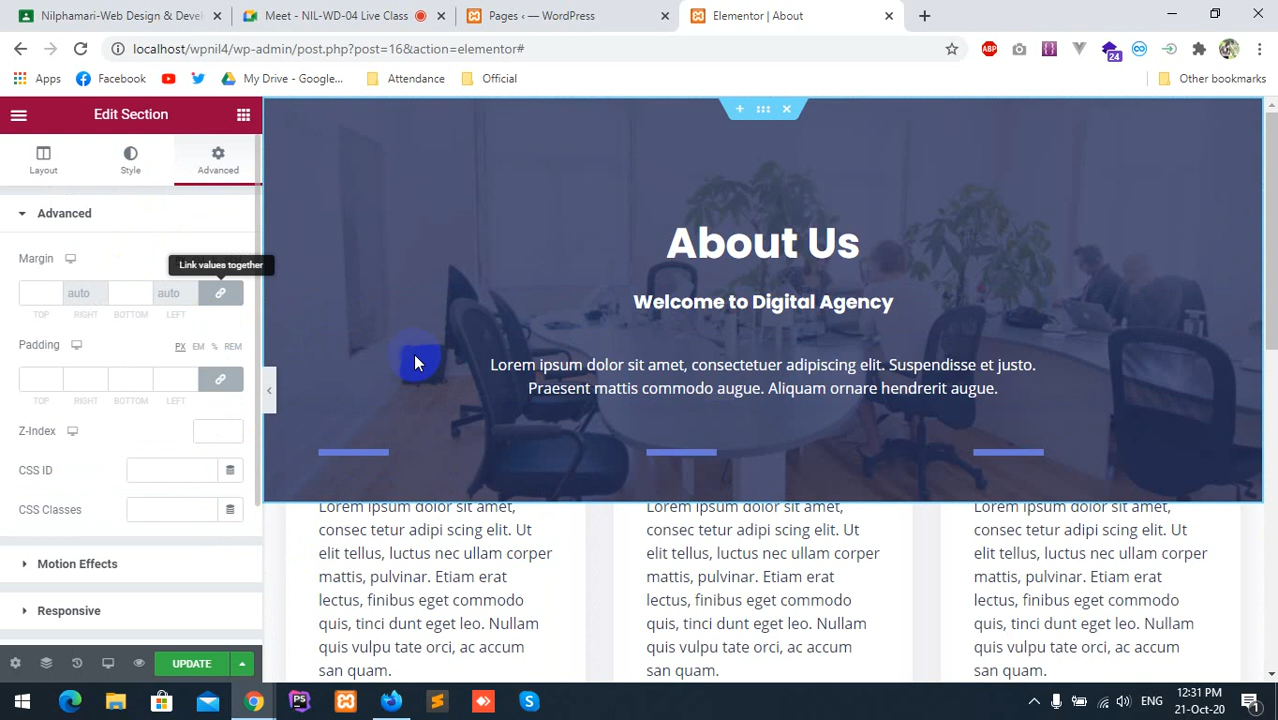 Nilphamari-Web Design & Devel
Meet - NIL-WD-04 Live Class
Pages ‹ — WordPress
Elementor | About
localhost/wpnil4/wp-admin/post.php?post=16&action=elementor#
ABP
24
Apps
Facebook
Twitter
My Drive - Google...
Attendance
Official
Other bookmarks
Edit Section
Layout
Style
Advanced
Advanced
Margin
Link values together
auto
auto
TOP
RIGHT
BOTTOM
LEFT
Padding
PX
EM
%
REM
TOP
RIGHT
BOTTOM
LEFT
Z-Index
CSS ID
CSS Classes
Motion Effects
Responsive
UPDATE
About Us
Welcome to Digital Agency
Lorem ipsum dolor sit amet, consectetuer adipiscing elit. Suspendisse et justo.
Praesent mattis commodo augue. Aliquam ornare hendrerit augue.
Lorem ipsum dolor sit amet,
consec tetur adipi scing elit. Ut
elit tellus, luctus nec ullam corper
mattis, pulvinar. Etiam erat
lectus, finibus eget commodo
quis, tinci dunt eget leo. Nullam
quis vulpu tate orci, ac accum
san quam.
Lorem ipsum dolor sit amet,
consec tetur adipi scing elit. Ut
elit tellus, luctus nec ullam corper
mattis, pulvinar. Etiam erat
lectus, finibus eget commodo
quis, tinci dunt eget leo. Nullam
quis vulpu tate orci, ac accum
san quam.
Lorem ipsum dolor sit amet,
consec tetur adipi scing elit. Ut
elit tellus, luctus nec ullam corper
mattis, pulvinar. Etiam erat
lectus, finibus eget commodo
quis, tinci dunt eget leo. Nullam
quis vulpu tate orci, ac accum
san quam.
PS
ENG
12:31 PM
21-Oct-20
1